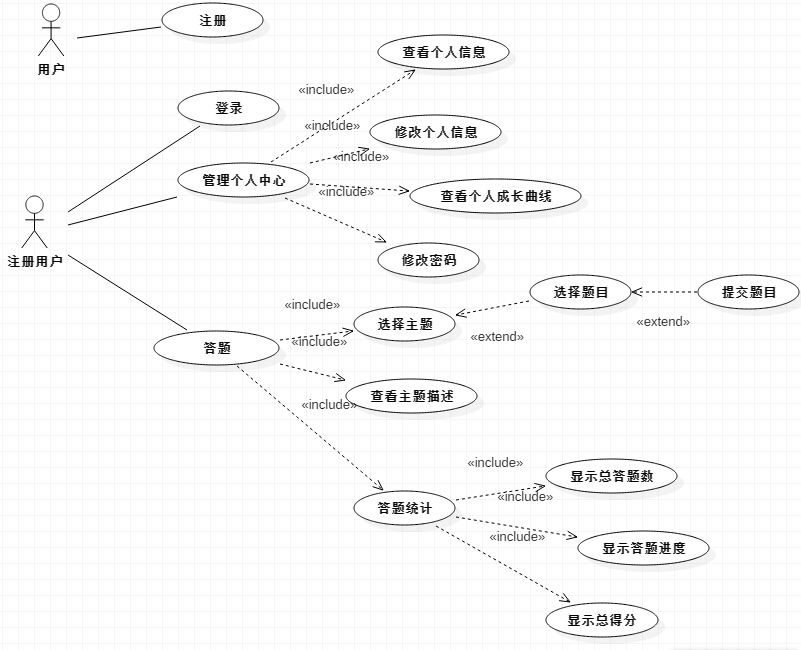 注册
用户
查看个人信息
«include»
登录
«include»
修改个人信息
«include»
管理个人中心
«include»
查看个人成长曲线
注册用户
修改密码
选择题目
提交题目
«include»
选择主题
«extend»
«extend»
答题
«include»
查看主题描述
«include»
«include»
显示总答题数
«include»
答题统计
«include»
显示答题进度
显示总得分